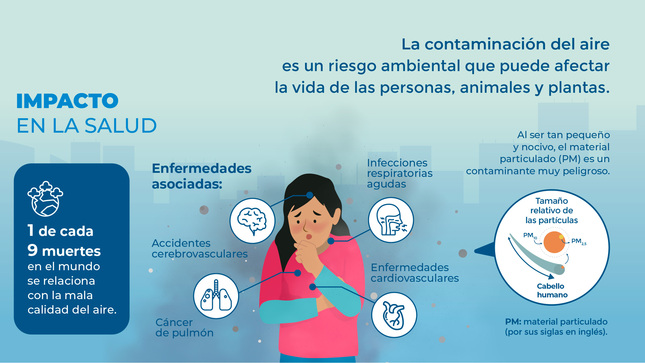 La contaminación del aire
es un riesgo ambiental que puede afectar
la vida de las personas, animales y plantas.
IMPACTO
EN LA SALUD
1 de cada
9 muertes
en el mundo
se relaciona
con la mala
calidad del aire.
Enfermedades
asociadas:
Infecciones
respiratorias
agudas
Accidentes
cerebrovasculares
Enfermedades
cardiovasculares
Cáncer
de pulmón
Al ser tan pequeño
y nocivo, el material
particulado (PM) es un
contaminante muy peligroso.
Tamaño
relativo de
las partículas
PM10
PM2.5
Cabello
humano
PM: material particulado
(por sus siglas en inglés).